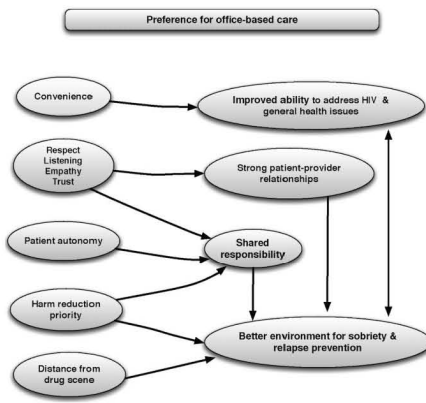 Preference for office-based care
Convenience
Improved ability to address HIV &
general health issues
Respect
Listening
Empathy
Trust
Strong patient-provider
relationships
Patient autonomy
Shared
responsibility
Harm reduction
priority
Better environment for sobriety &
relapse prevention
Distance from
drug scene